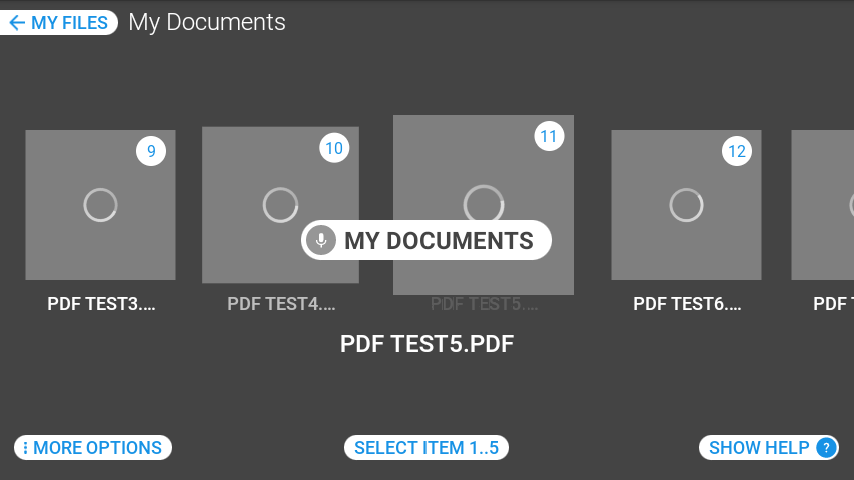 MY FILES My Documents
9 10 11 12
MY DOCUMENTS
PDF TEST3.... PDF TEST4.... PDF TEST5.... PDF TEST6.... PDF T
PDF TEST5.PDF
MORE OPTIONS SELECT ITEM 1..5 SHOW HELP ?